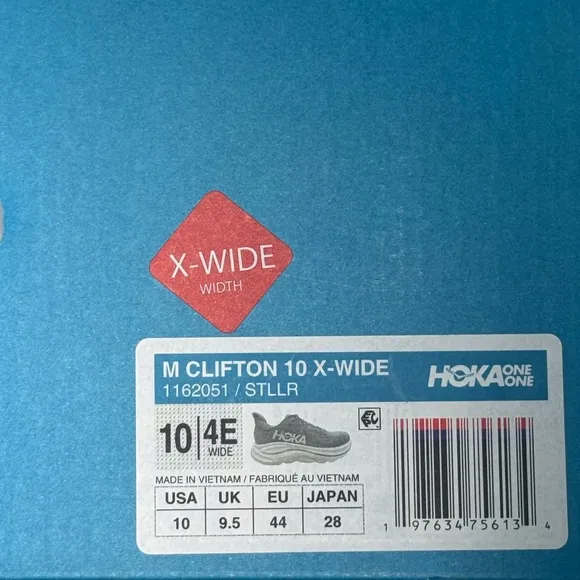 X-WIDE
WIDTH
M CLIFTON 10 X-WIDE
1162051 / STLLR
HOKA ONE ONE
10 4E
WIDE
HOKA
MADE IN VIETNAM / FABRIQUÉ AU VIETNAM
USA UK EU JAPAN
10 9.5 44 28
1 97634 75613 4